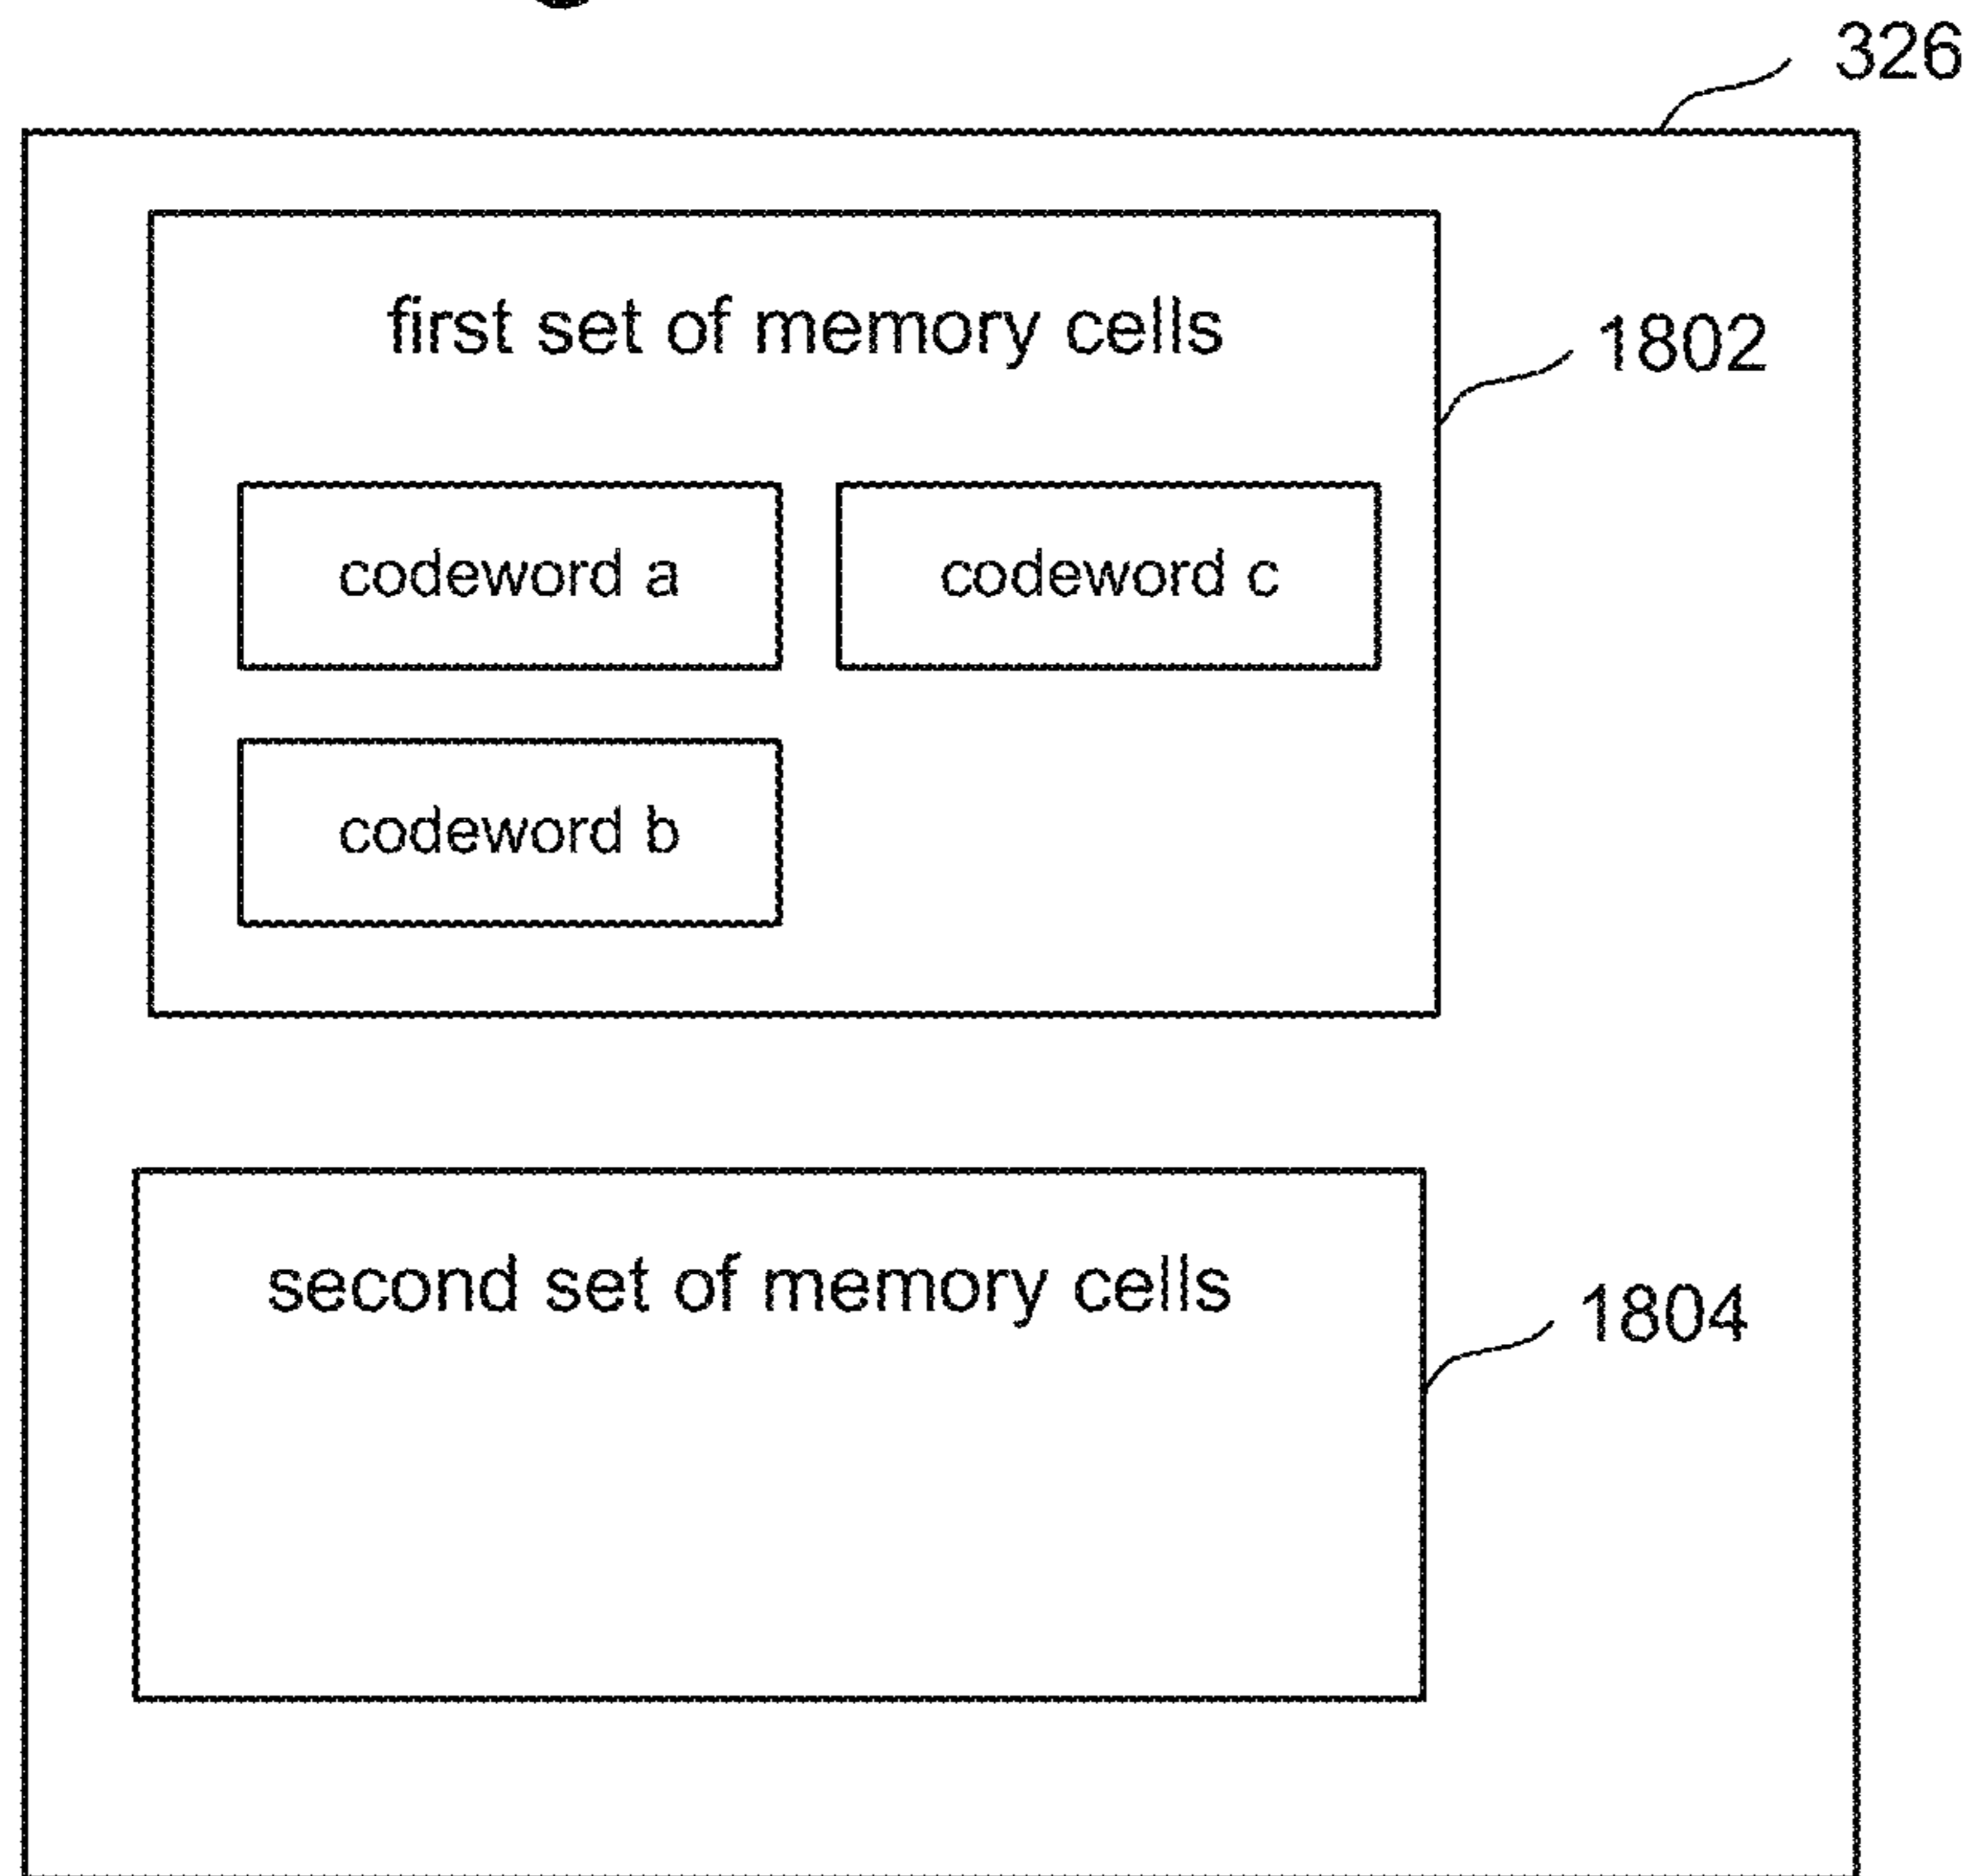 326
first set of memory cells
1802
codeword a
codeword c
codeword b
second set of memory cells
1804